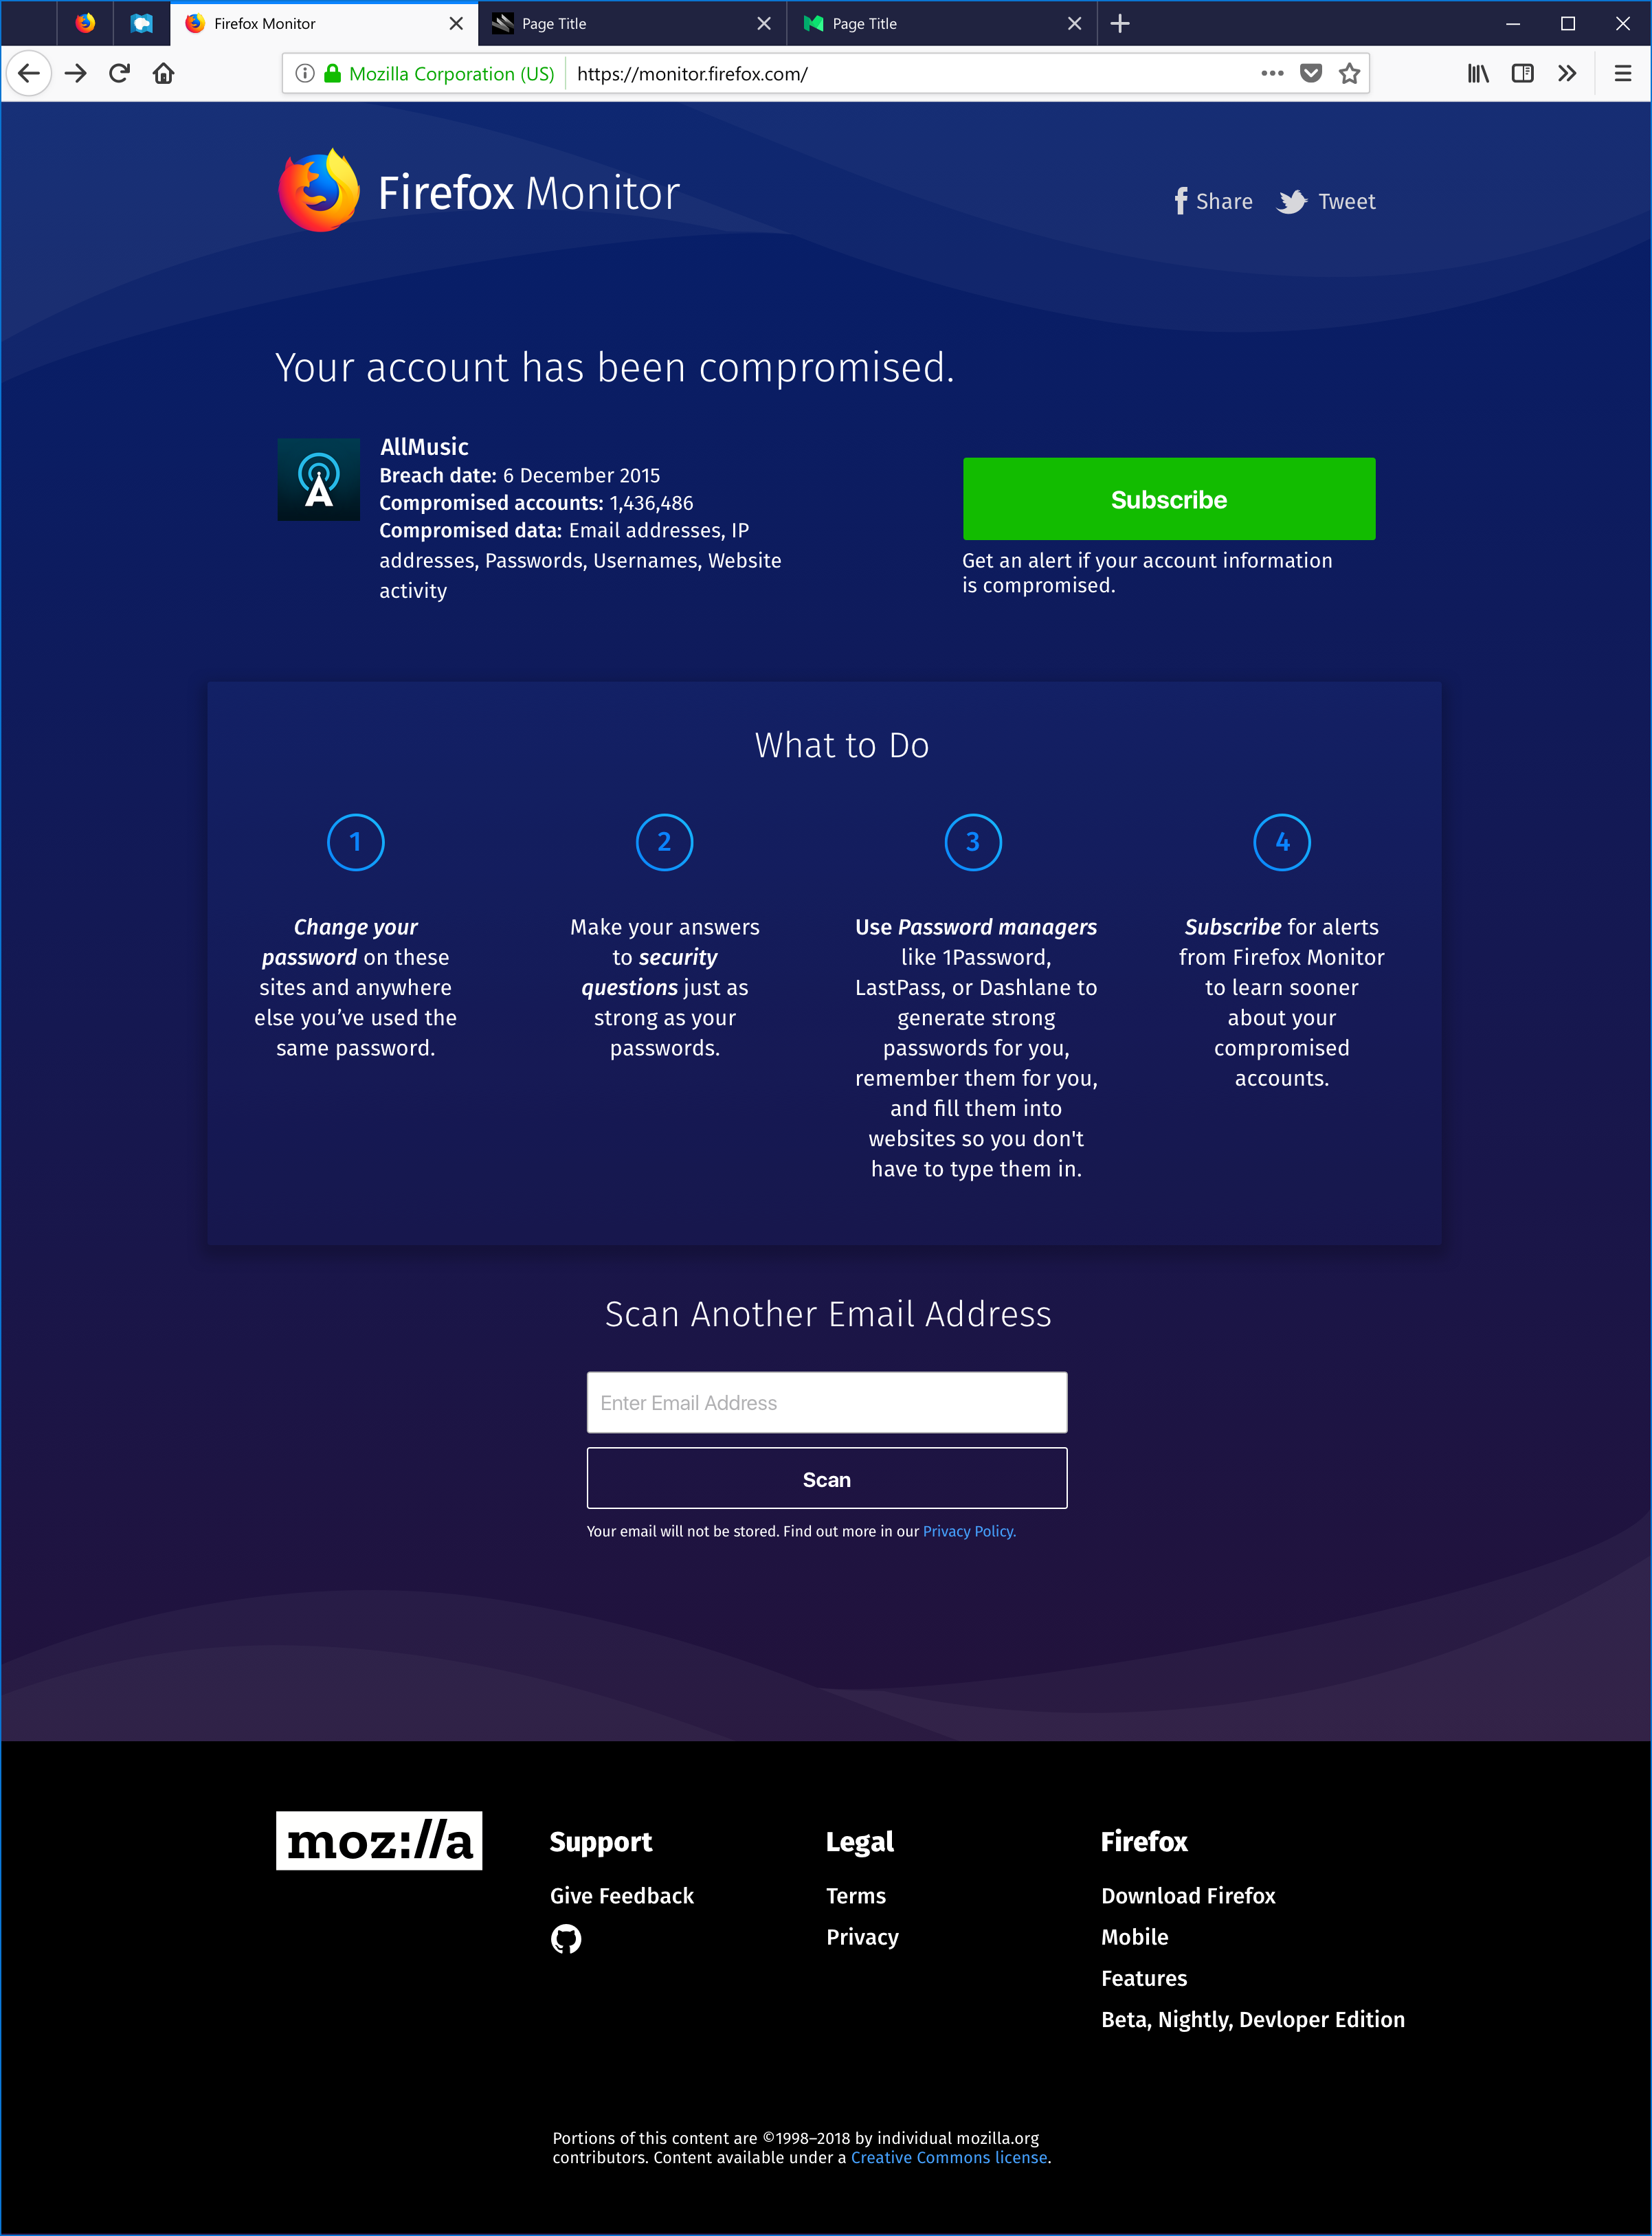 Firefox Monitor
Page Title
Page Title
Mozilla Corporation (US)
https://monitor.firefox.com/
Firefox Monitor
Share
Tweet
Your account has been compromised.
AllMusic
Breach date: 6 December 2015
Compromised accounts: 1,436,486
Compromised data: Email addresses, IP
addresses, Passwords, Usernames, Website
activity
Subscribe
Get an alert if your account information
is compromised.
What to Do
1
Change your
password on these
sites and anywhere
else you’ve used the
same password.
2
Make your answers
to security
questions just as
strong as your
passwords.
3
Use Password managers
like 1Password,
LastPass, or Dashlane to
generate strong
passwords for you,
remember them for you,
and fill them into
websites so you don't
have to type them in.
4
Subscribe for alerts
from Firefox Monitor
to learn sooner
about your
compromised
accounts.
Scan Another Email Address
Enter Email Address
Scan
Your email will not be stored. Find out more in our Privacy Policy.
moz://a
Support
Give Feedback
Legal
Terms
Privacy
Firefox
Download Firefox
Mobile
Features
Beta, Nightly, Devloper Edition
Portions of this content are ©1998–2018 by individual mozilla.org
contributors. Content available under a Creative Commons license.